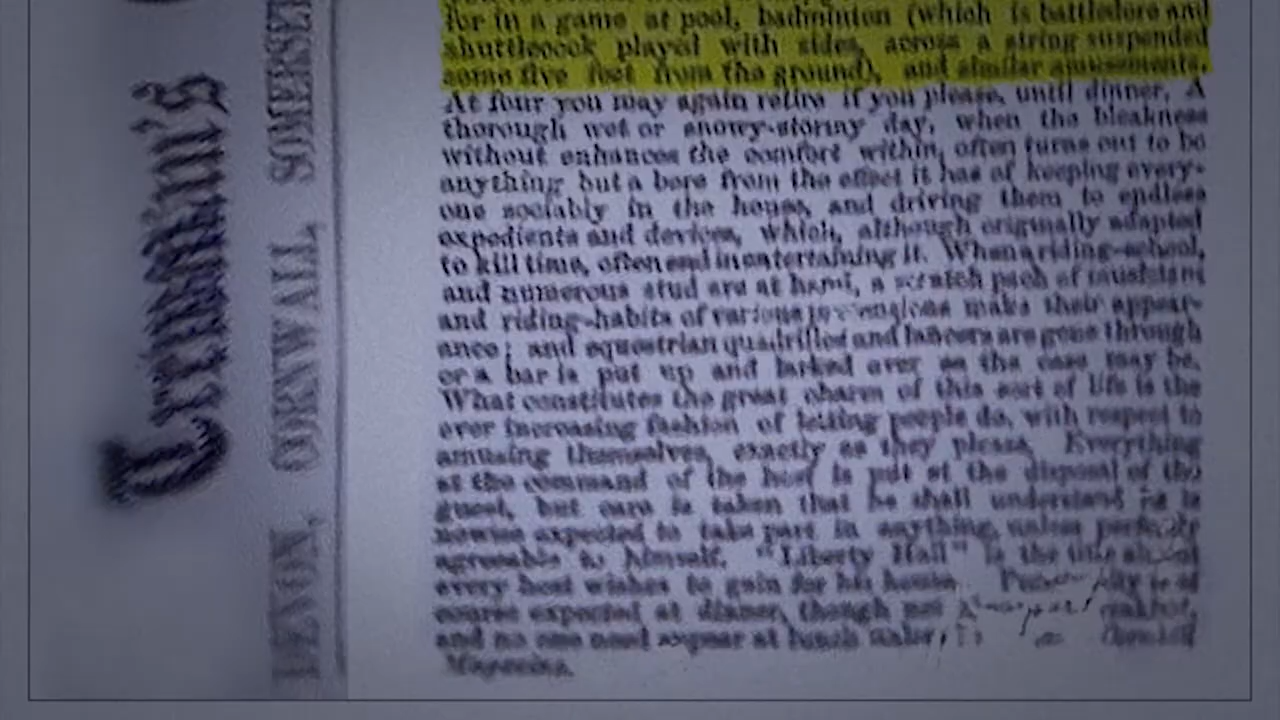 Trewman's
DEVON, CORNWALL SOMERSET
for in a game at pool, badminton (which is battledore and
shuttlecock played with sides, across a string suspended
some five feet from the ground), and similar amusements.
At four you may again retire if you please, until dinner. A
thorough wet or snowy-stormy day, when the bleakness
without enhances the comfort within, often turns out to be
anything but a bore from the effect it has of keeping every-
one sociably in the house, and driving them to endless
expedients and devices, which, although originally adapted
to kill time, often end in entertaining it. When a riding-school,
and numerous stud are at hand, a scratch pack of musicians
and riding-habits of various make their appear-
ance; and equestrian quadrilles and lancers are gone through
or a bar is put up and larked over as the case may be.
What constitutes the great charm of this sort of life is the
ever increasing fashion of letting people do, with respect to
amusing themselves, exactly as they please. Everything
at the command of the host is put at the disposal of the
guest, but care is taken that he shall understand he is
nowise expected to take part in anything, unless perfectly
agreeable to himself. "Liberty Hall" is the title
every host wishes to gain for his house. is of
course expected at dinner, though not
and no one need appear at lunch
Magazine.